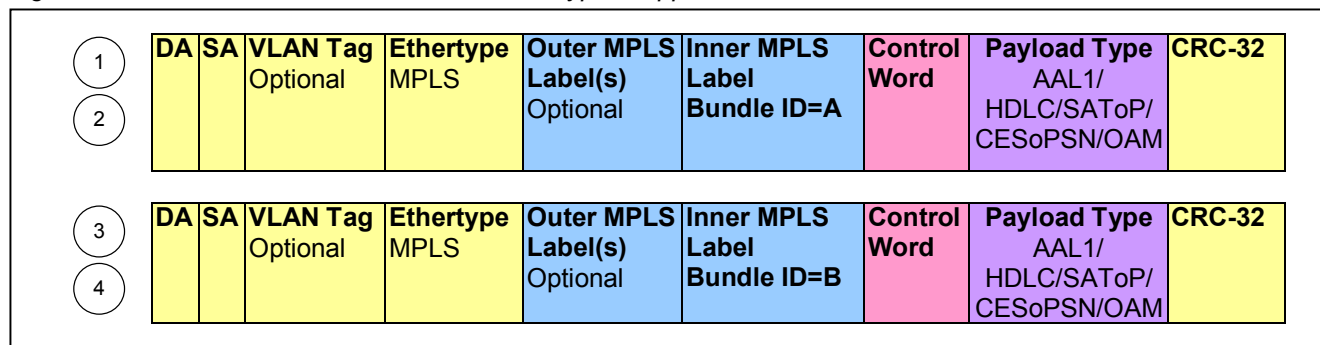 1
2
DA SA VLAN Tag Ethertype Outer MPLS Inner MPLS Control Payload Type CRC-32
Optional MPLS Label(s) Label Word AAL1/
Optional Bundle ID=A HDLC/SAToP/
CESoPSN/OAM
3
4
DA SA VLAN Tag Ethertype Outer MPLS Inner MPLS Control Payload Type CRC-32
Optional MPLS Label(s) Label Word AAL1/
Optional Bundle ID=B HDLC/SAToP/
CESoPSN/OAM